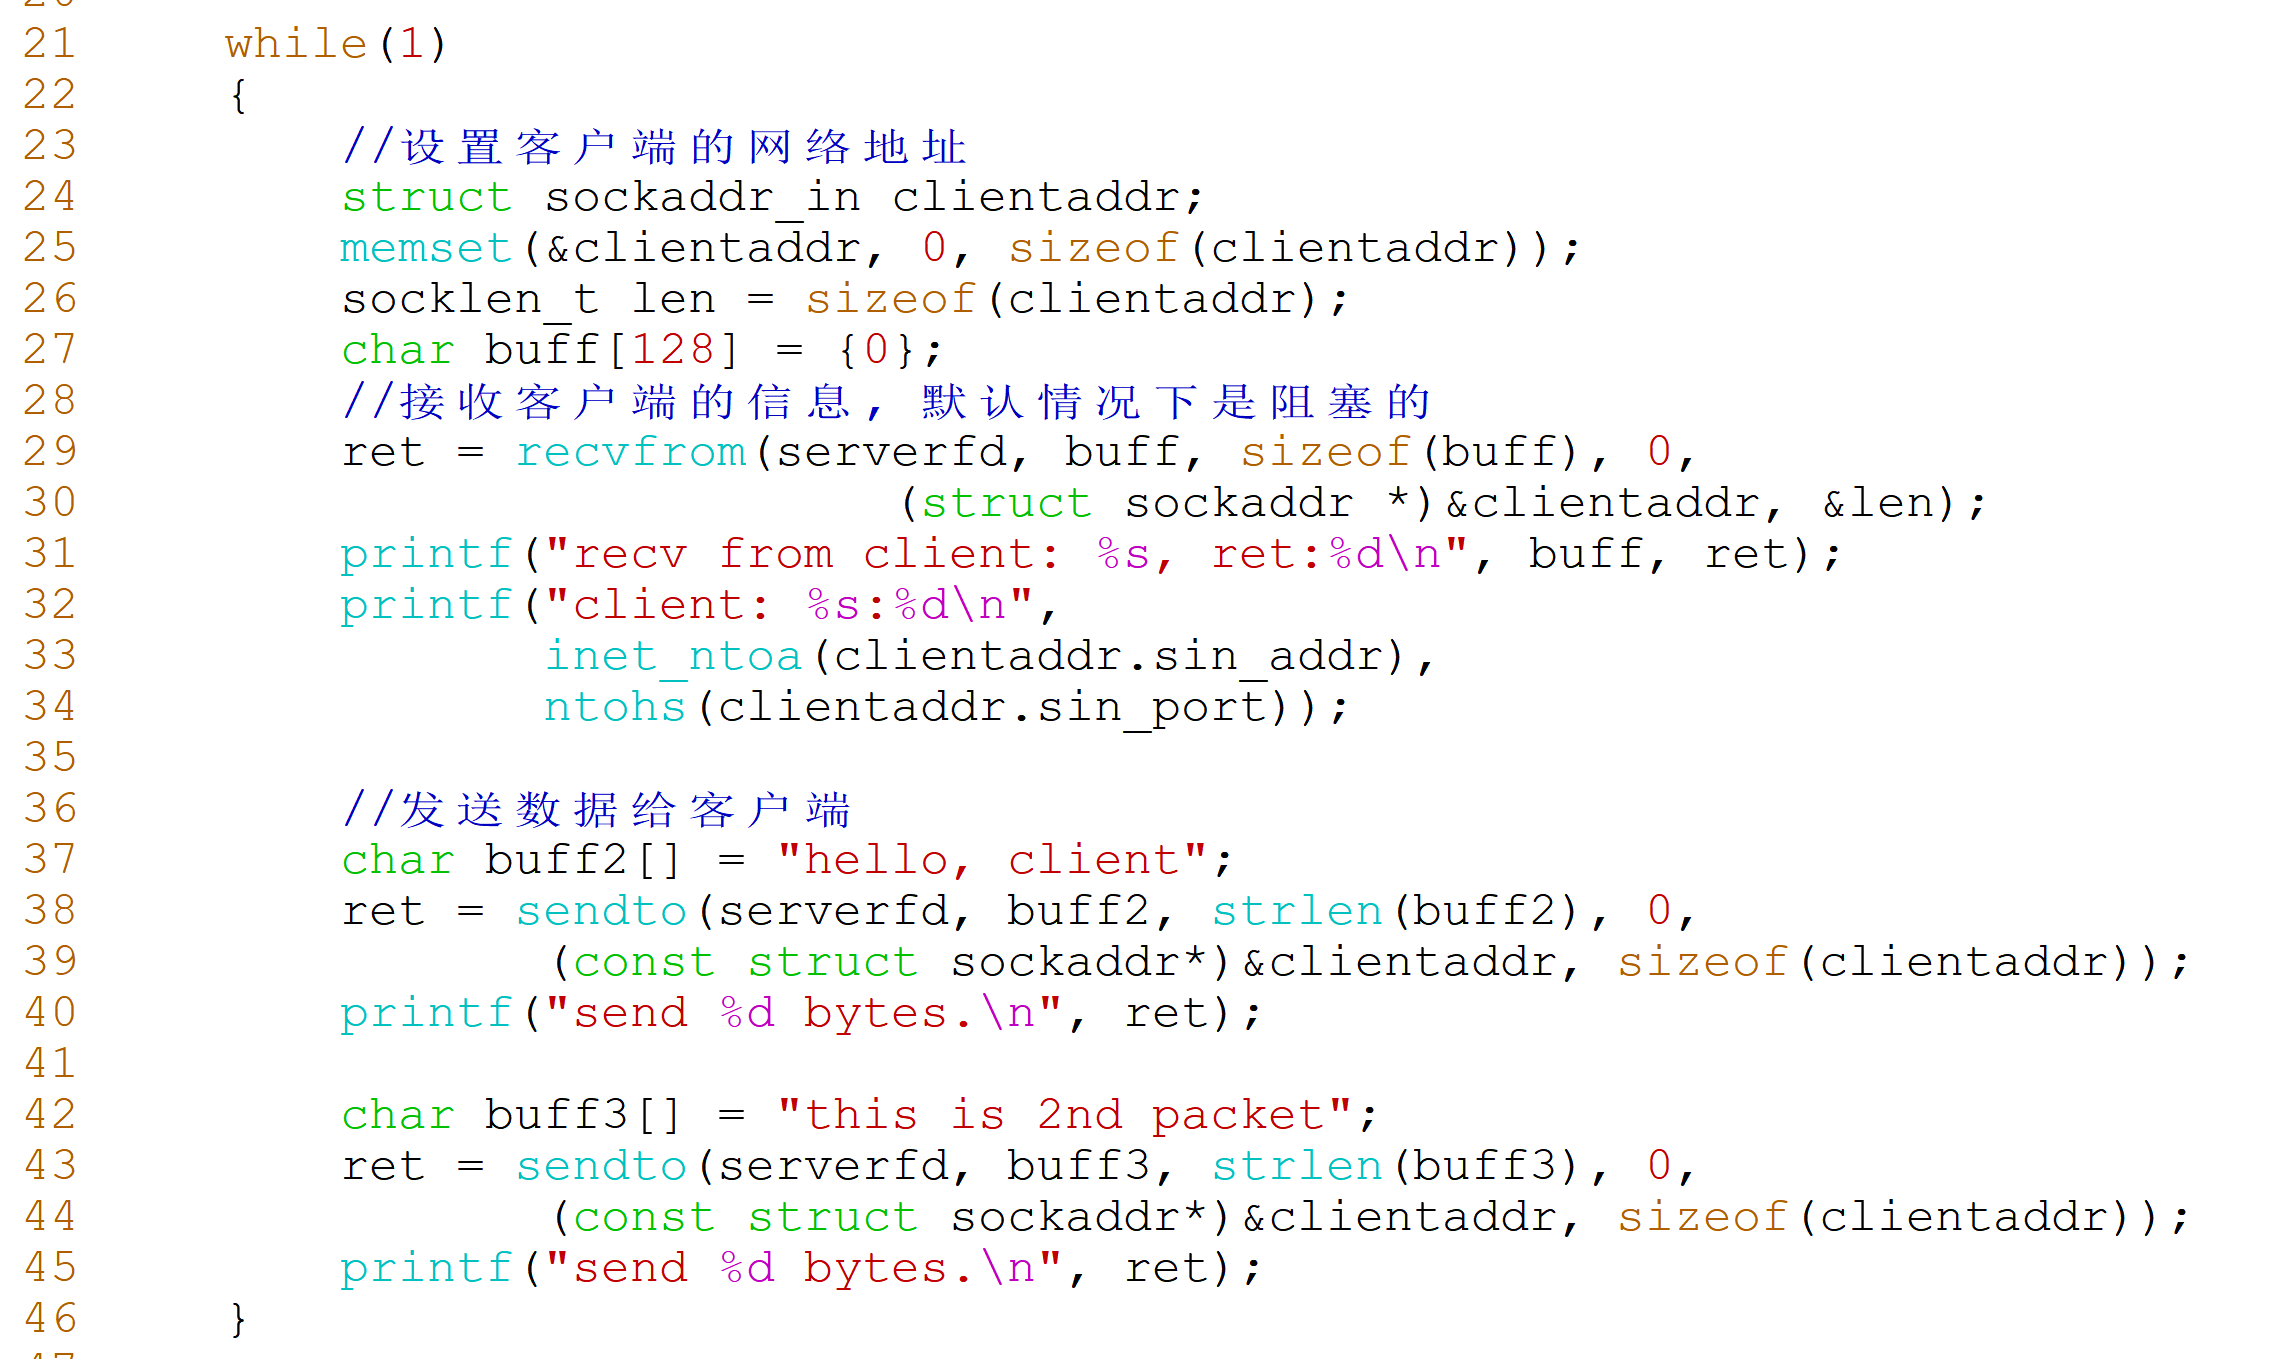 21     while(1)
22     {
23         //设置客户端的网络地址
24         struct sockaddr_in clientaddr;
25         memset(&clientaddr, 0, sizeof(clientaddr));
26         socklen_t len = sizeof(clientaddr);
27         char buff[128] = {0};
28         //接收客户端的信息, 默认情况下是阻塞的
29         ret = recvfrom(serverfd, buff, sizeof(buff), 0,
30                            (struct sockaddr *)&clientaddr, &len);
31         printf("recv from client: %s, ret:%d\n", buff, ret);
32         printf("client: %s:%d\n",
33                inet_ntoa(clientaddr.sin_addr),
34                ntohs(clientaddr.sin_port));
35
36         //发送数据给客户端
37         char buff2[] = "hello, client";
38         ret = sendto(serverfd, buff2, strlen(buff2), 0,
39                (const struct sockaddr*)&clientaddr, sizeof(clientaddr));
40         printf("send %d bytes.\n", ret);
41
42         char buff3[] = "this is 2nd packet";
43         ret = sendto(serverfd, buff3, strlen(buff3), 0,
44                (const struct sockaddr*)&clientaddr, sizeof(clientaddr));
45         printf("send %d bytes.\n", ret);
46     }